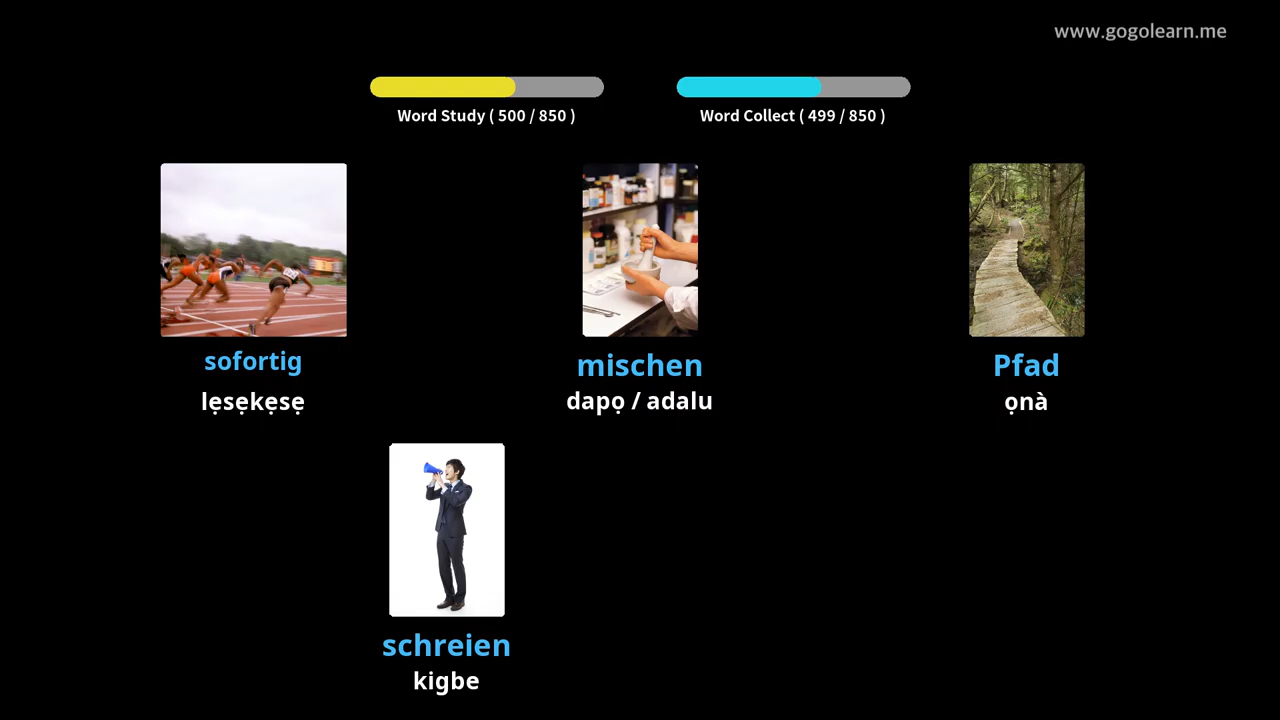 www.gogolearn.me
Word Study ( 500 / 850 )
Word Collect ( 499 / 850 )
sofortig
lẹsẹkẹsẹ
mischen
dapọ / adalu
Pfad
ọnà
schreien
kigbe